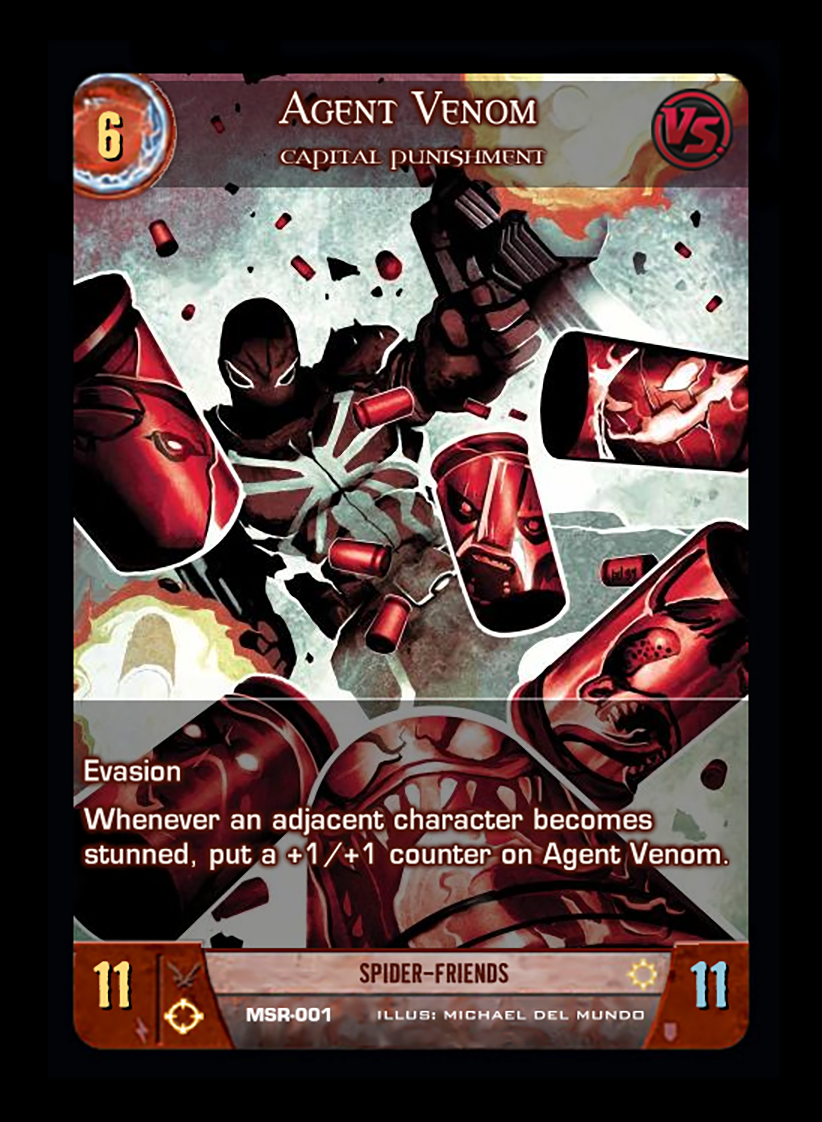 6
Agent Venom
Capital Punishment
VS.
Evasion
Whenever an adjacent character becomes
stunned, put a +1/+1 counter on Agent Venom.
11
SPIDER-FRIENDS
11
MSR-001 ILLUS: MICHAEL DEL MUNDO